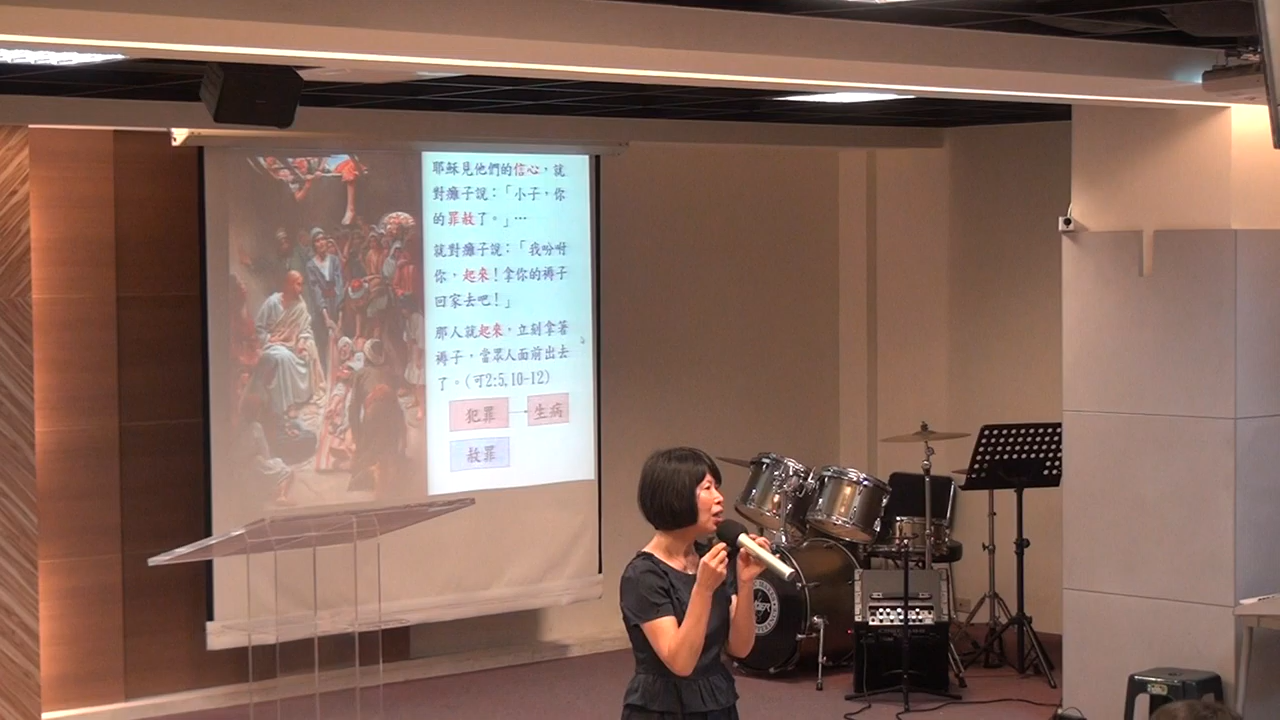 耶穌見他們的信心，就
對癱子說：「小子，你
的罪赦了。」…
就對癱子說：「我吩咐
你，起來！拿你的褥子
回家去吧！」
那人就起來，立刻拿著
褥子，當眾人面前出去
了。(可2:5,10-12)
犯罪 → 生病
赦罪